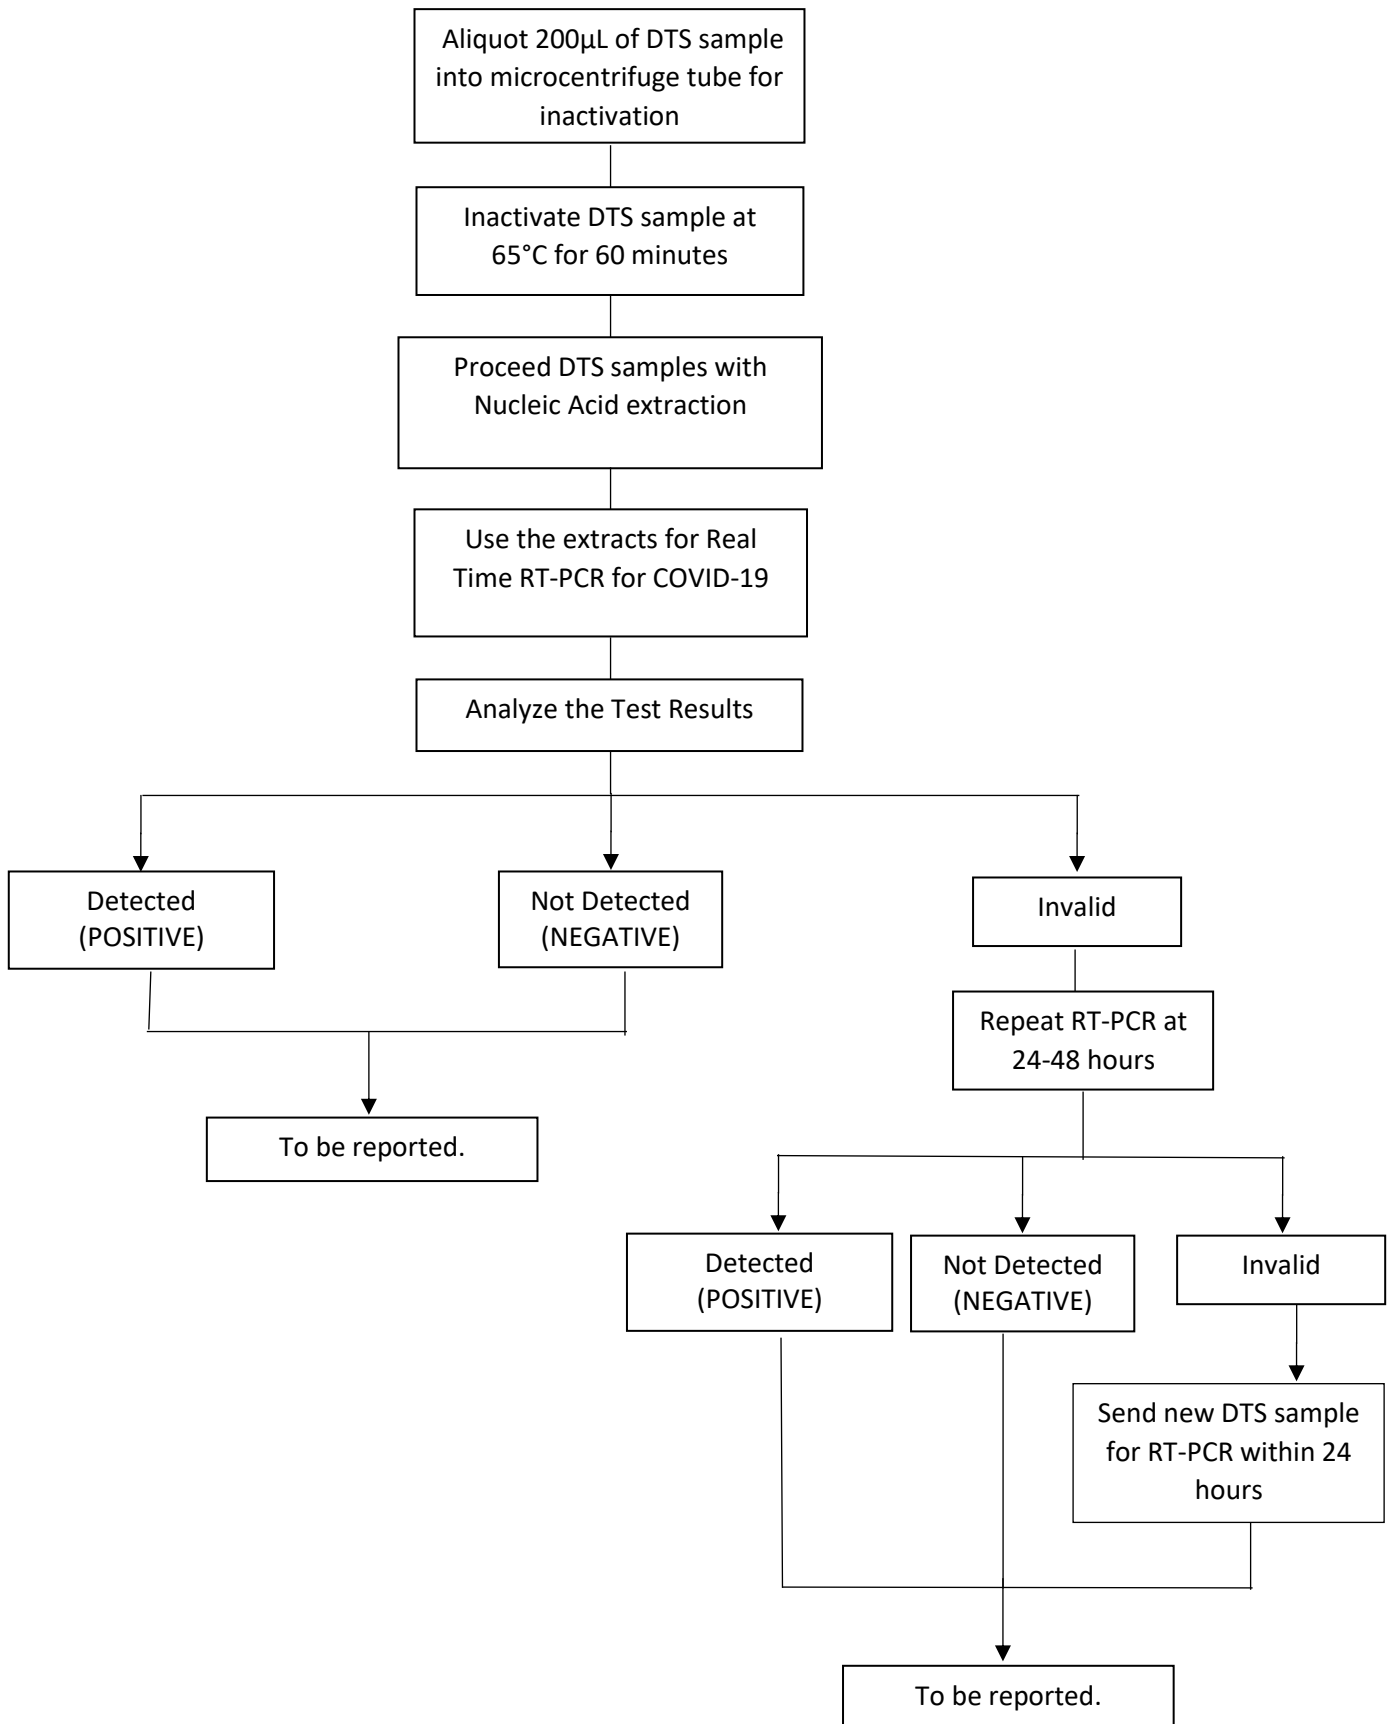 Aliquot 200µL of DTS sample
into microcentrifuge tube for
inactivation
Inactivate DTS sample at
65°C for 60 minutes
Proceed DTS samples with
Nucleic Acid extraction
Use the extracts for Real
Time RT-PCR for COVID-19
Analyze the Test Results
Detected
(POSITIVE)
Not Detected
(NEGATIVE)
Invalid
Repeat RT-PCR at
24-48 hours
To be reported.
Detected
(POSITIVE)
Not Detected
(NEGATIVE)
Invalid
Send new DTS sample
for RT-PCR within 24
hours
To be reported.